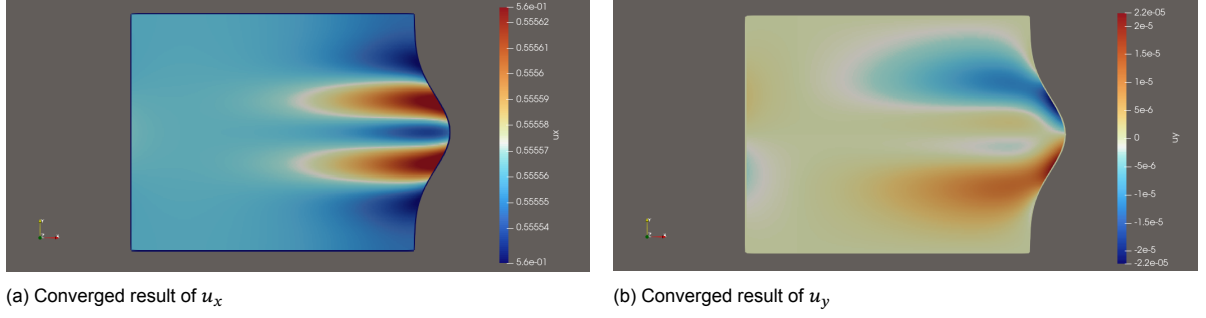 5.6e-01
0.55562
0.55561
0.5556
0.55559
0.55558
0.55557
0.55556
0.55555
0.55554
5.6e-01
ux
2.2e-05
2e-5
1.5e-5
1e-5
5e-6
0
-5e-6
-1e-5
-1.5e-5
-2e-5
-2.2e-05
uy
(a) Converged result of u_x
(b) Converged result of u_y